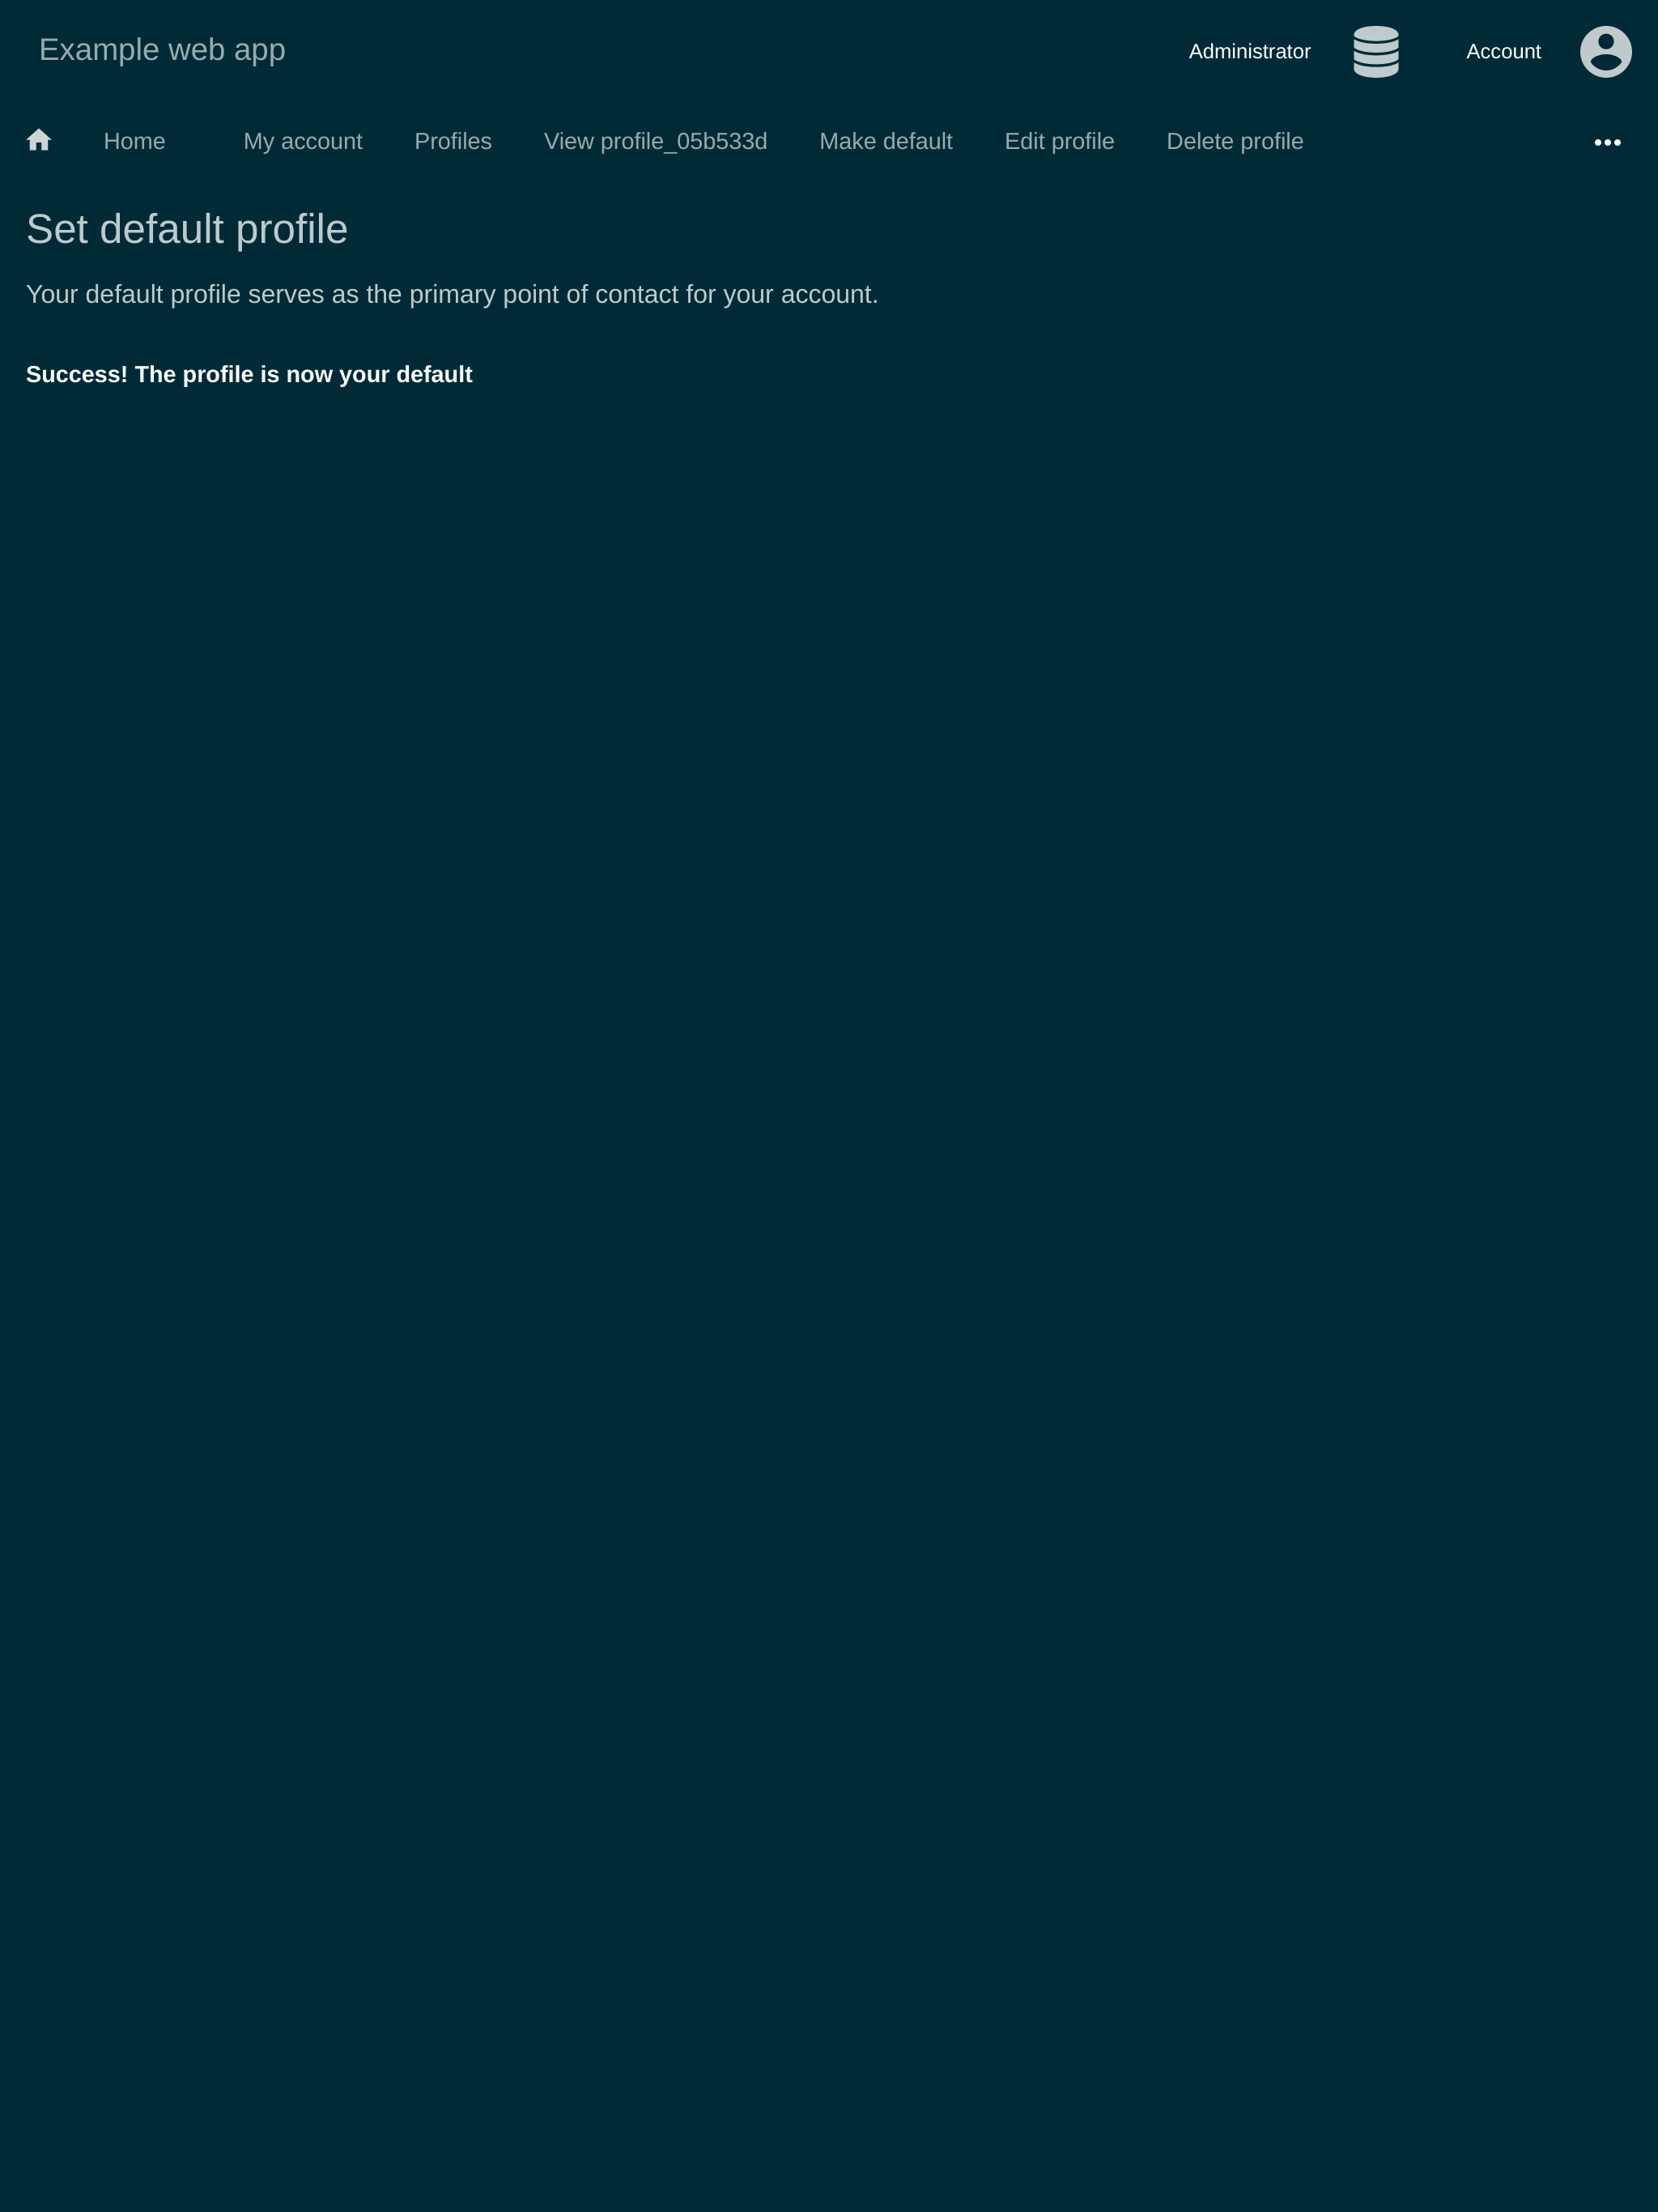 Example web app
Administrator
Account
Home
My account
Profiles
View profile_05b533d
Make default
Edit profile
Delete profile
Set default profile
Your default profile serves as the primary point of contact for your account.
Success! The profile is now your default